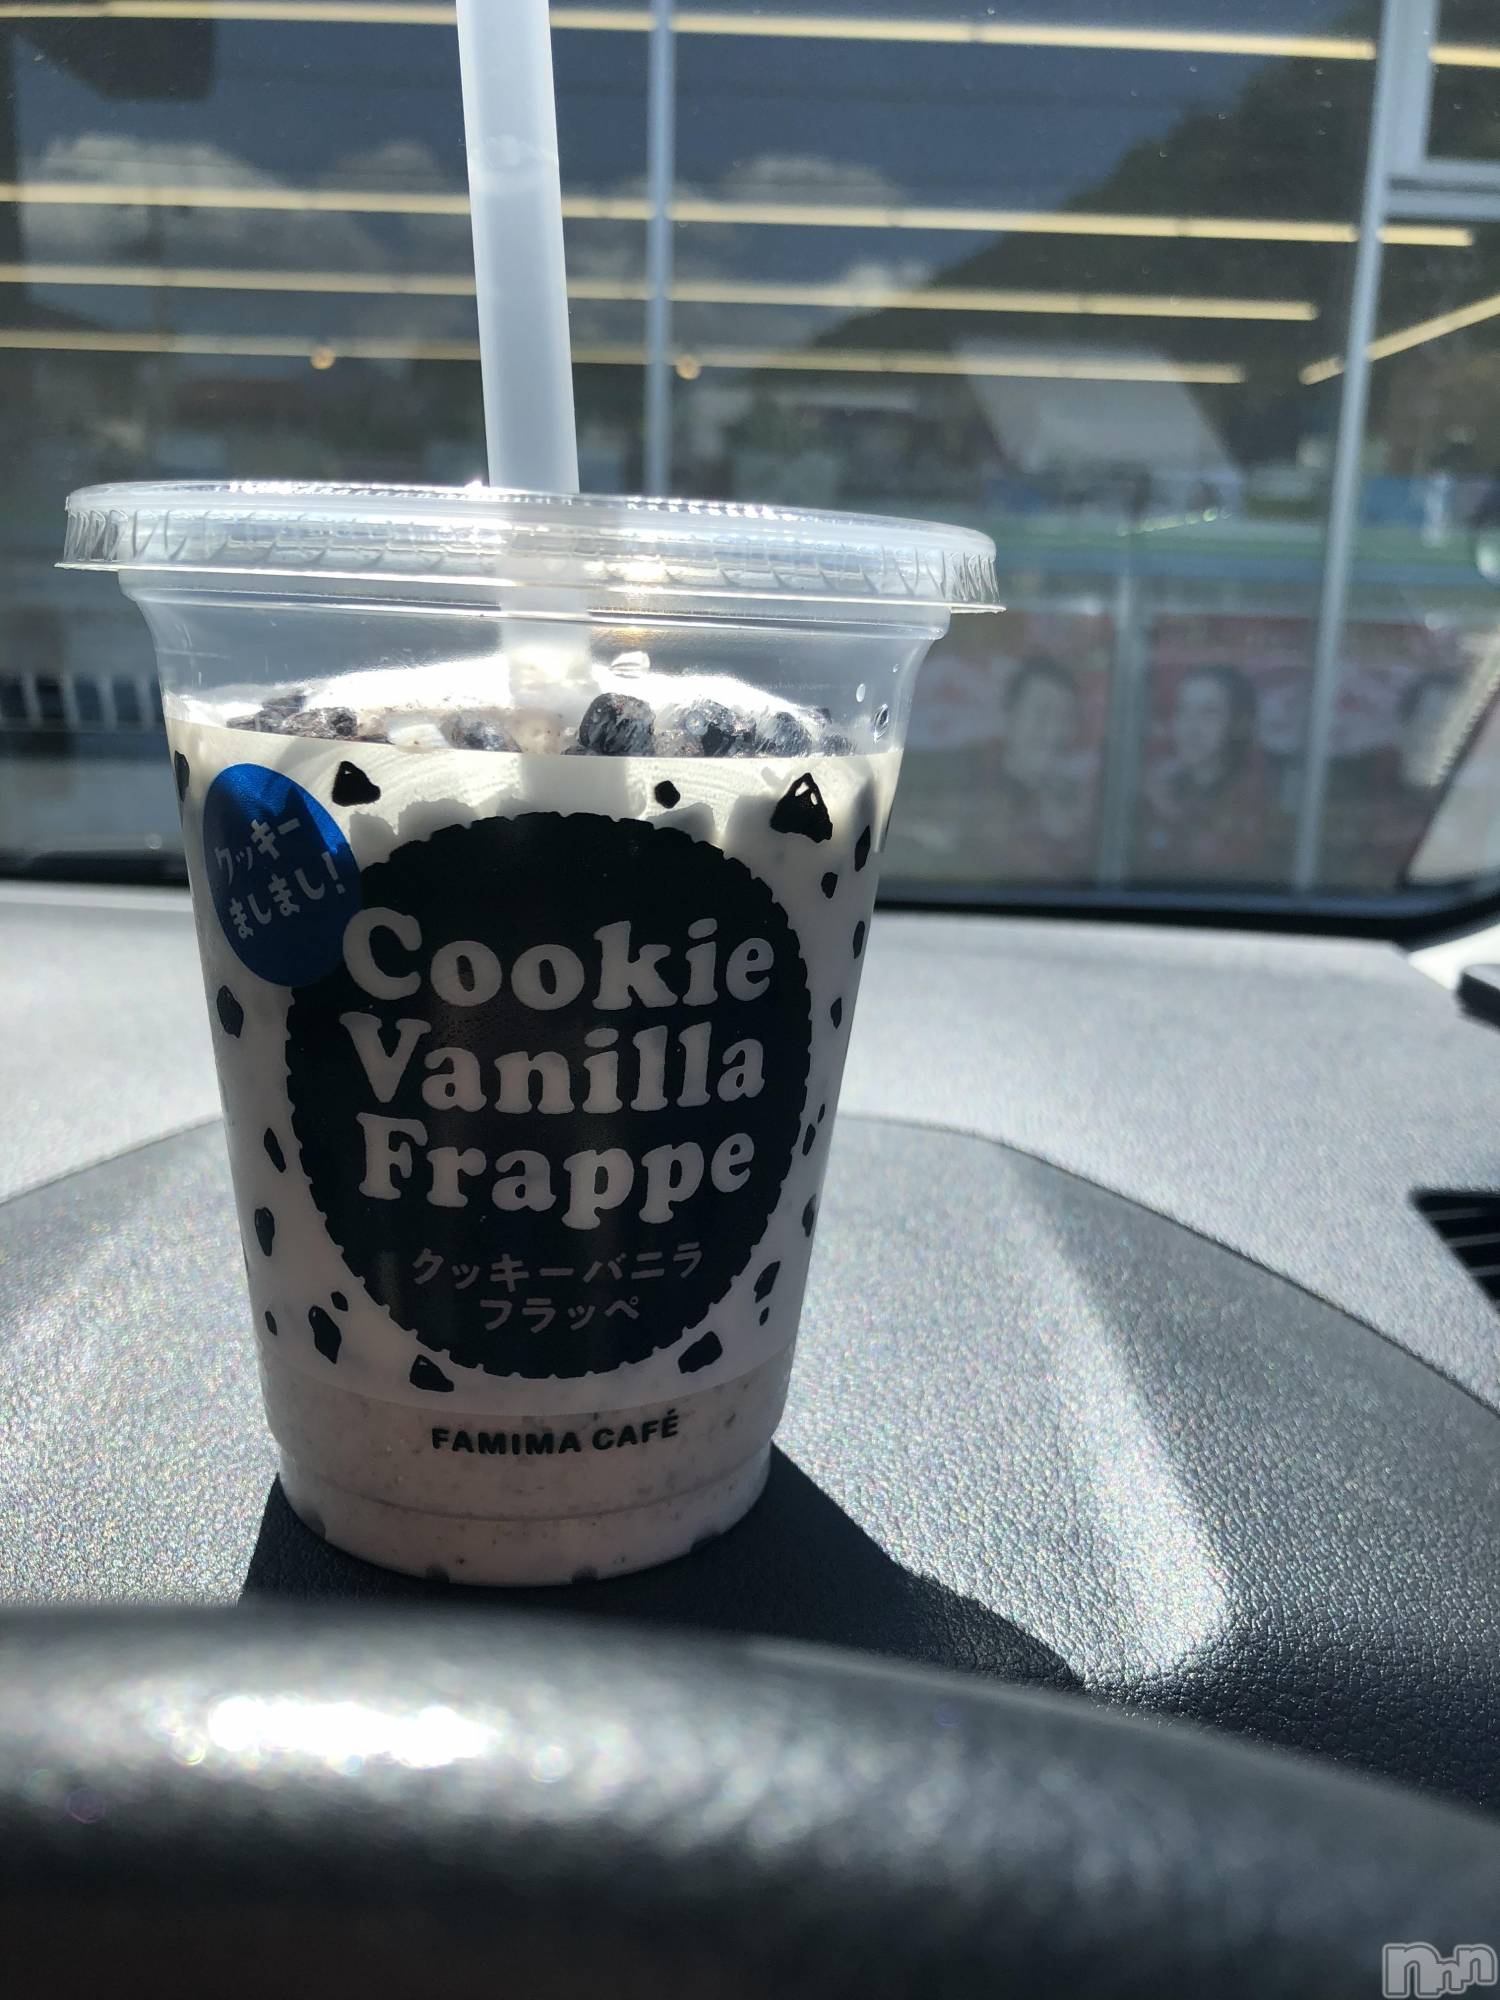 クッキー
ましまし!
Cookie
Vanilla
Frappe
クッキーバニラ
フラッペ
FAMIMA CAFÉ
nnn